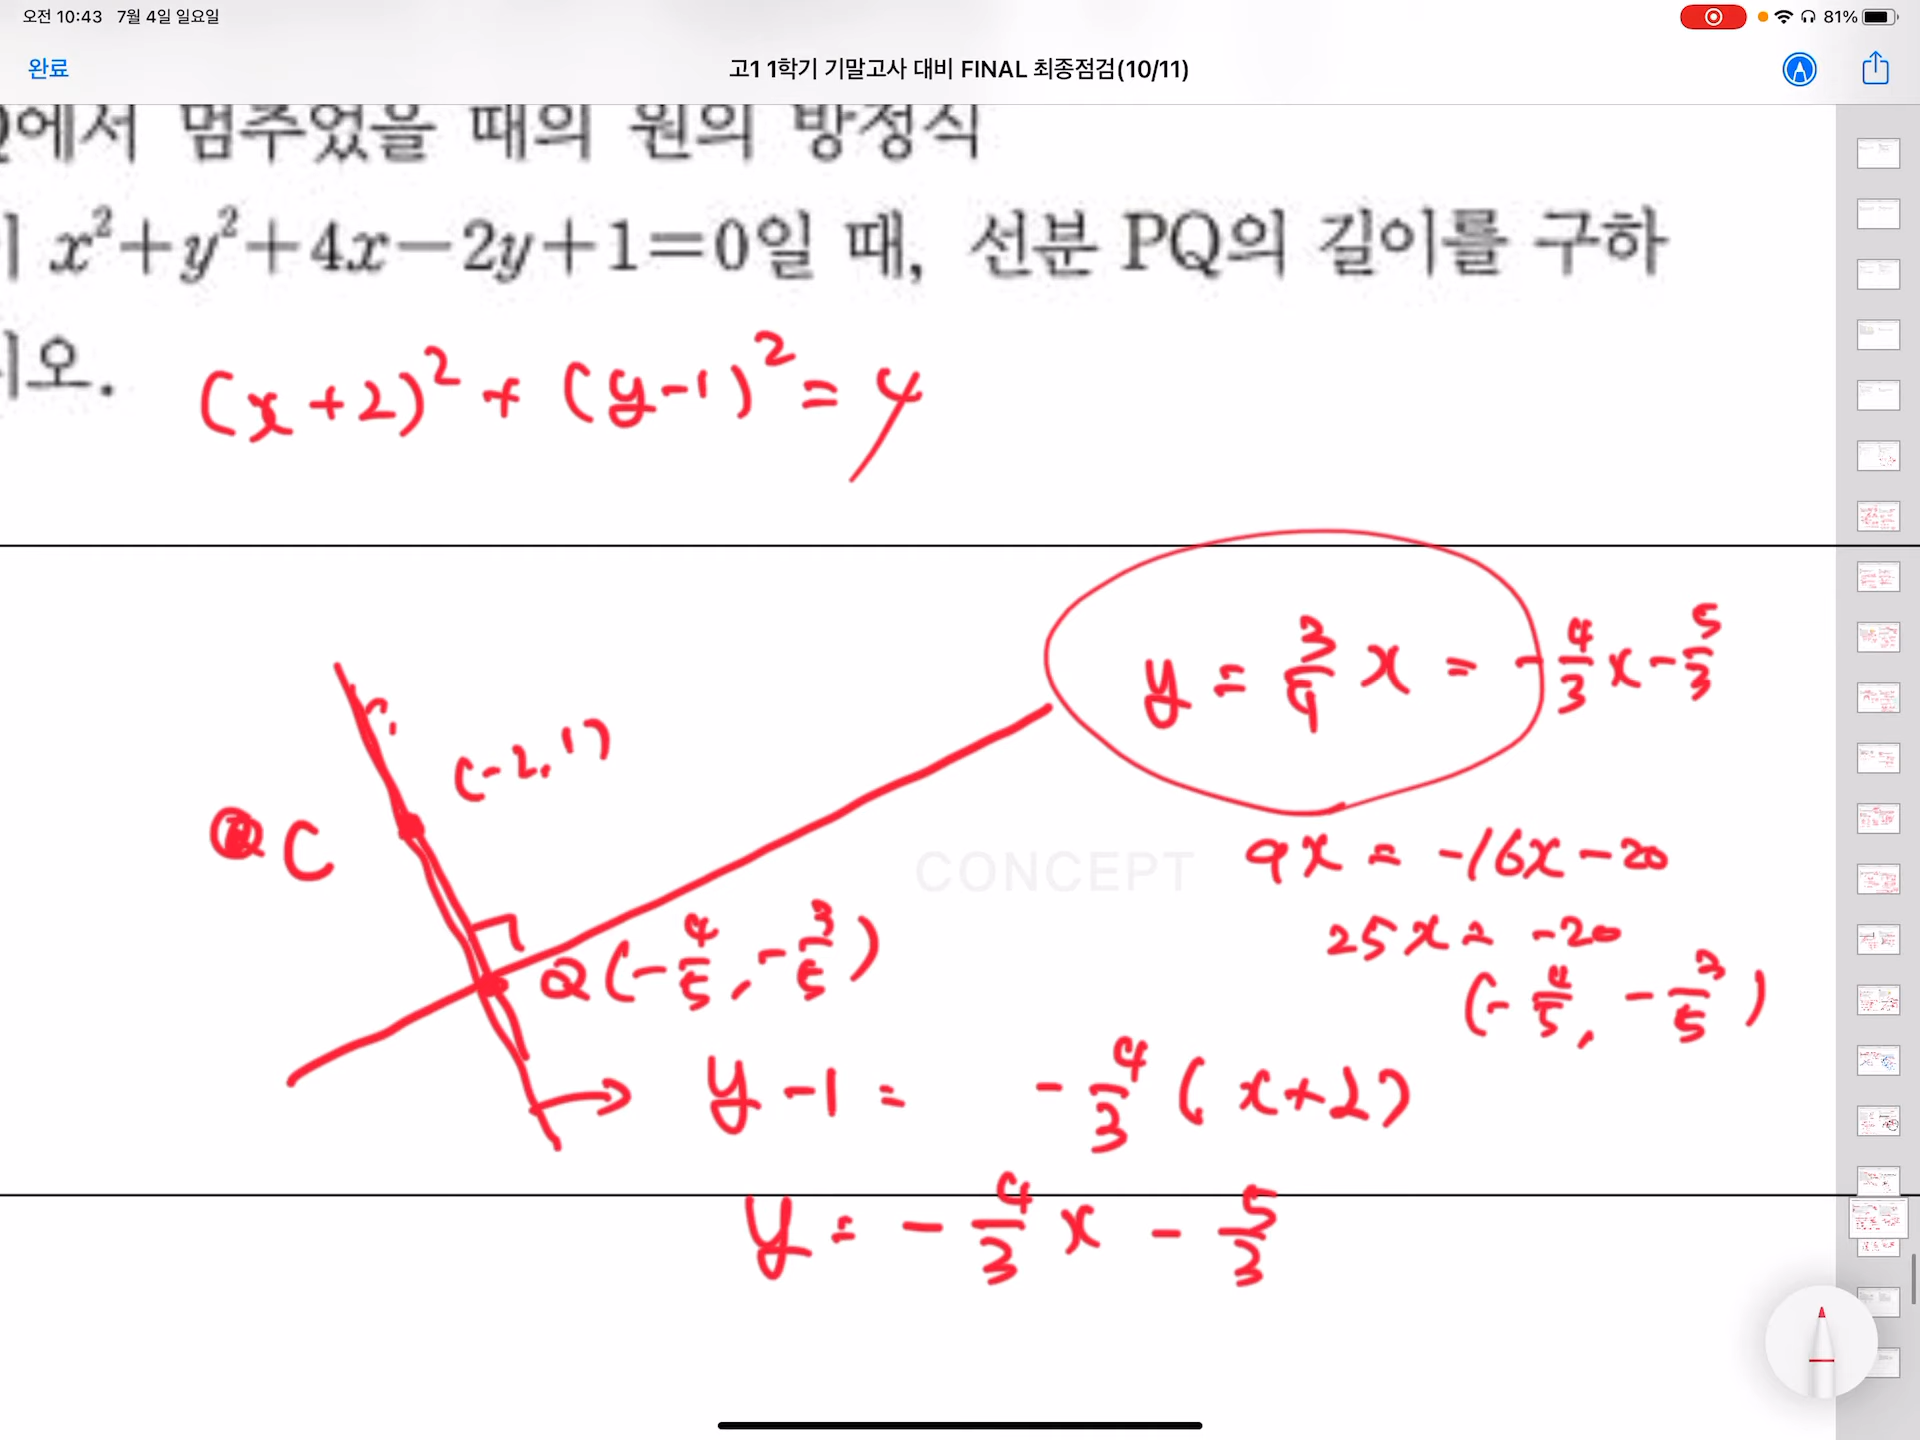 오전 10:43 7월 4일 일요일
81%
완료
고1 1학기 기말고사 대비 FINAL 최종점검(10/11)
에서 멈추었을 때의 원의 방정식
x²+y²+4x−2y+1=0일 때, 선분 PQ의 길이를 구하
시오.
(x+2)² + (y-1)² = 4
y = 3/4 x = -4/3 x - 5/3
(-2, 1)
C
CONCEPT
9x = -16x - 20
25x = -20
Q(-4/5, -3/5)
(-4/5, -3/5)
y - 1 = -4/3 (x+2)
y = -4/3 x - 5/3